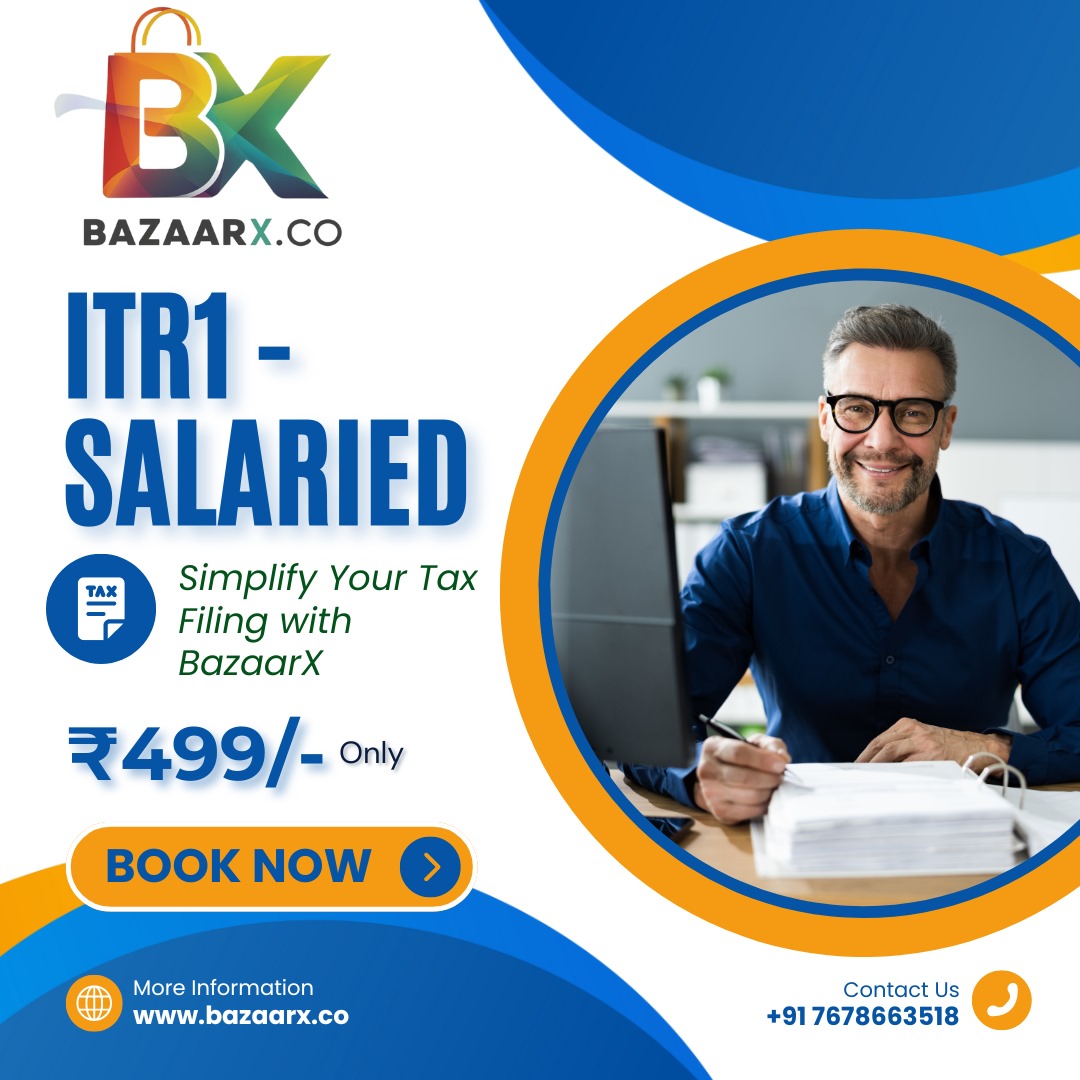 BX
BAZAARX.CO
ITR1 -
SALARIED
TAX
Simplify Your Tax
Filing with
BazaarX
₹499/- Only
BOOK NOW
More Information
www.bazaarx.co
Contact Us
+91 7678663518